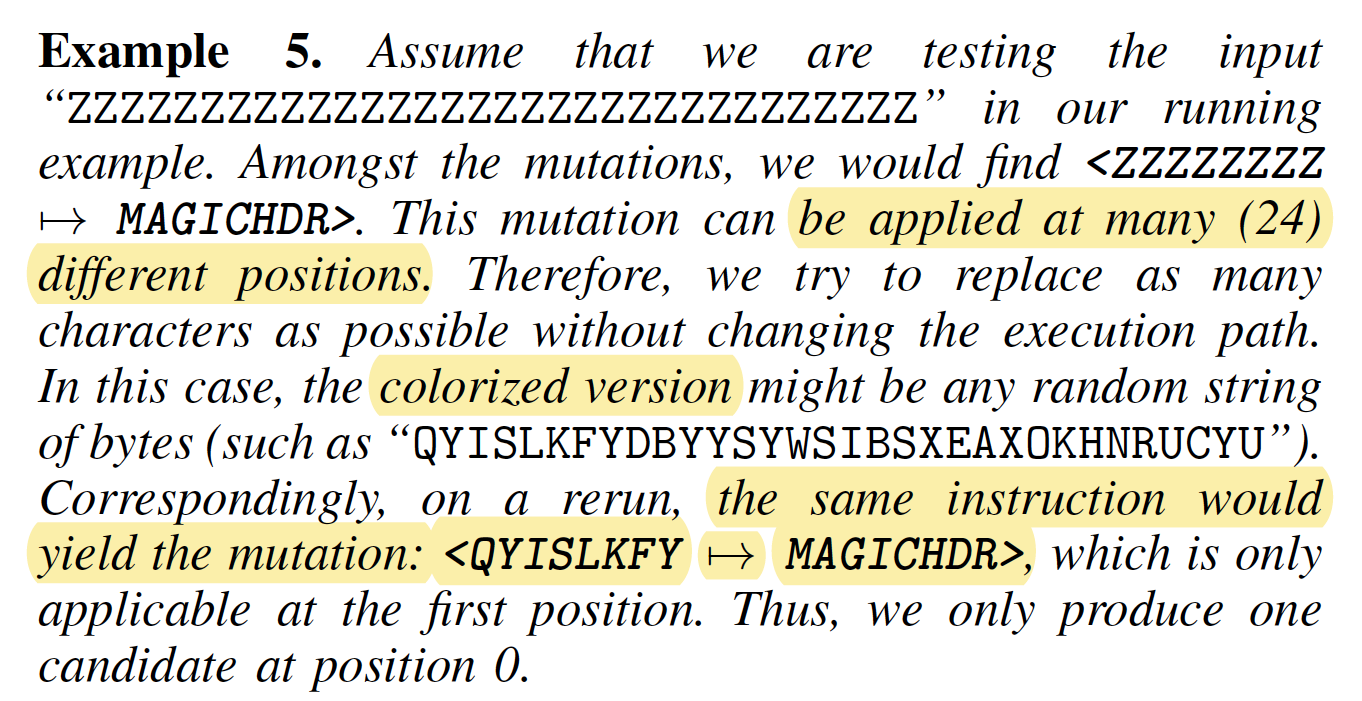 Example 5. Assume that we are testing the input
“ZZZZZZZZZZZZZZZZZZZZZZZZZZZZZZZZ” in our running
example. Amongst the mutations, we would find <ZZZZZZZZ
↦ MAGICHDR>. This mutation can be applied at many (24)
different positions. Therefore, we try to replace as many
characters as possible without changing the execution path.
In this case, the colorized version might be any random string
of bytes (such as “QYISLKFYDBYYSYWSIBSXEAXOKHNRUCYU”).
Correspondingly, on a rerun, the same instruction would
yield the mutation: <QYISLKFY ↦ MAGICHDR>, which is only
applicable at the first position. Thus, we only produce one
candidate at position 0.